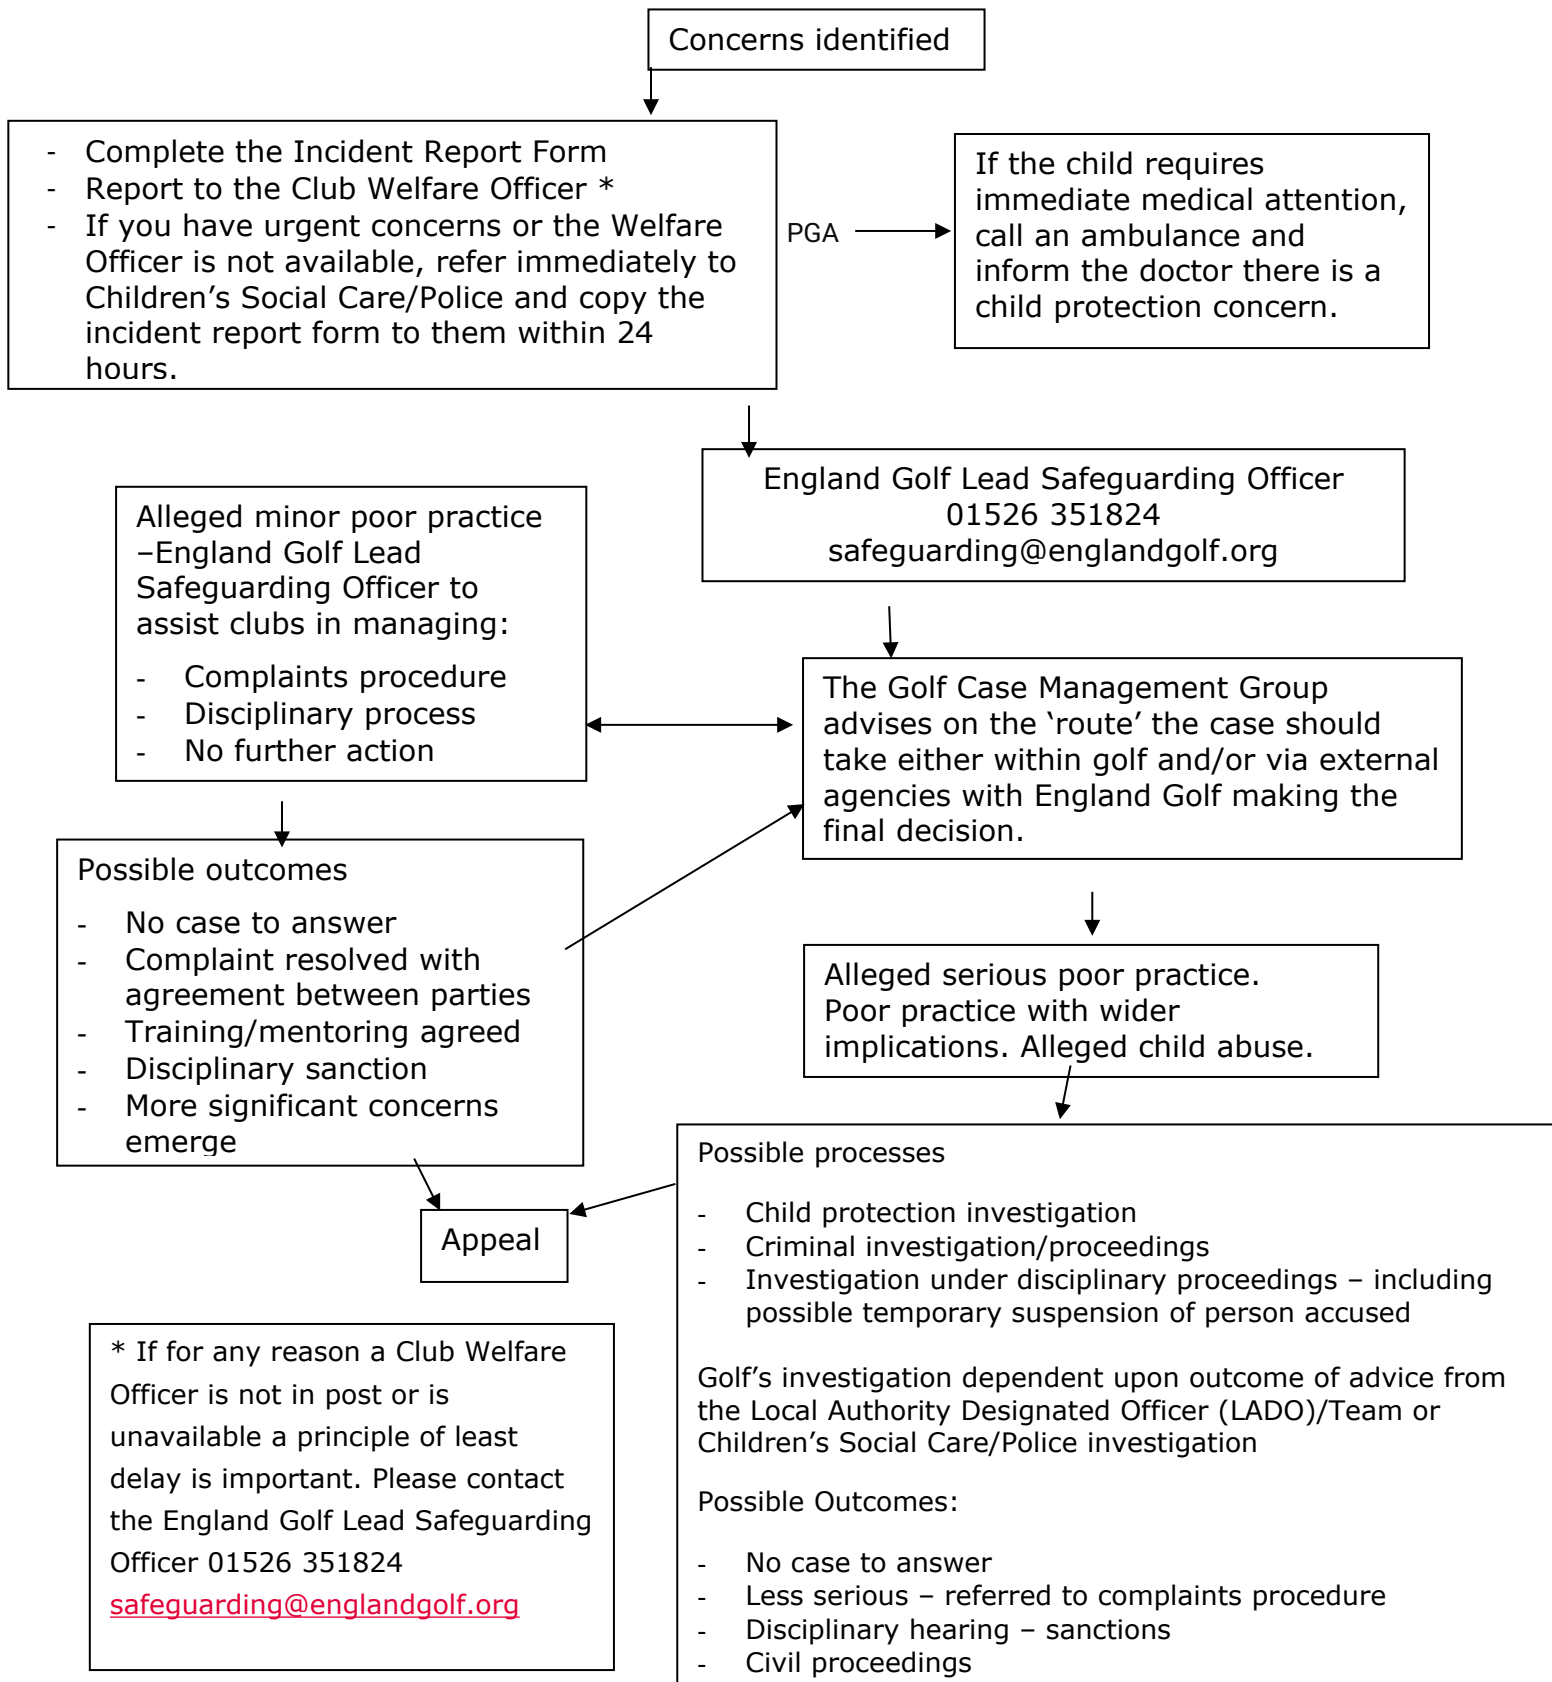 Concerns identified
- Complete the Incident Report Form
- Report to the Club Welfare Officer *
- If you have urgent concerns or the Welfare
Officer is not available, refer immediately to
Children’s Social Care/Police and copy the
incident report form to them within 24
hours.
PGA
If the child requires
immediate medical attention,
call an ambulance and
inform the doctor there is a
child protection concern.
England Golf Lead Safeguarding Officer
01526 351824
safeguarding@englandgolf.org
Alleged minor poor practice
–England Golf Lead
Safeguarding Officer to
assist clubs in managing:
- Complaints procedure
- Disciplinary process
- No further action
The Golf Case Management Group
advises on the ‘route’ the case should
take either within golf and/or via external
agencies with England Golf making the
final decision.
Possible outcomes
- No case to answer
- Complaint resolved with
agreement between parties
- Training/mentoring agreed
- Disciplinary sanction
- More significant concerns
emerge
Alleged serious poor practice.
Poor practice with wider
implications. Alleged child abuse.
Appeal
Possible processes
- Child protection investigation
- Criminal investigation/proceedings
- Investigation under disciplinary proceedings – including
possible temporary suspension of person accused
Golf’s investigation dependent upon outcome of advice from
the Local Authority Designated Officer (LADO)/Team or
Children’s Social Care/Police investigation
Possible Outcomes:
- No case to answer
- Less serious – referred to complaints procedure
- Disciplinary hearing – sanctions
- Civil proceedings
* If for any reason a Club Welfare
Officer is not in post or is
unavailable a principle of least
delay is important. Please contact
the England Golf Lead Safeguarding
Officer 01526 351824
safeguarding@englandgolf.org